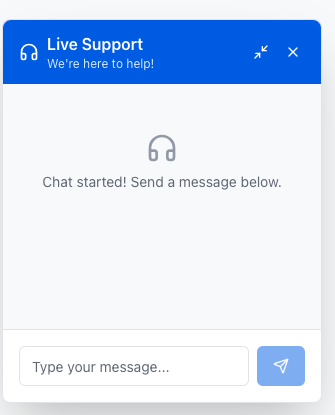 Live Support
We're here to help!
Chat started! Send a message below.
Type your message...